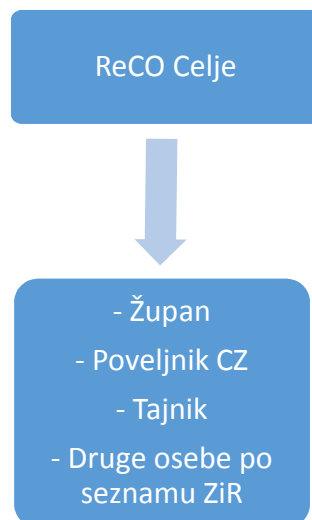 ReCO Celje
- Župan
- Poveljnik CZ
- Tajnik
- Druge osebe po
seznamu ZiR